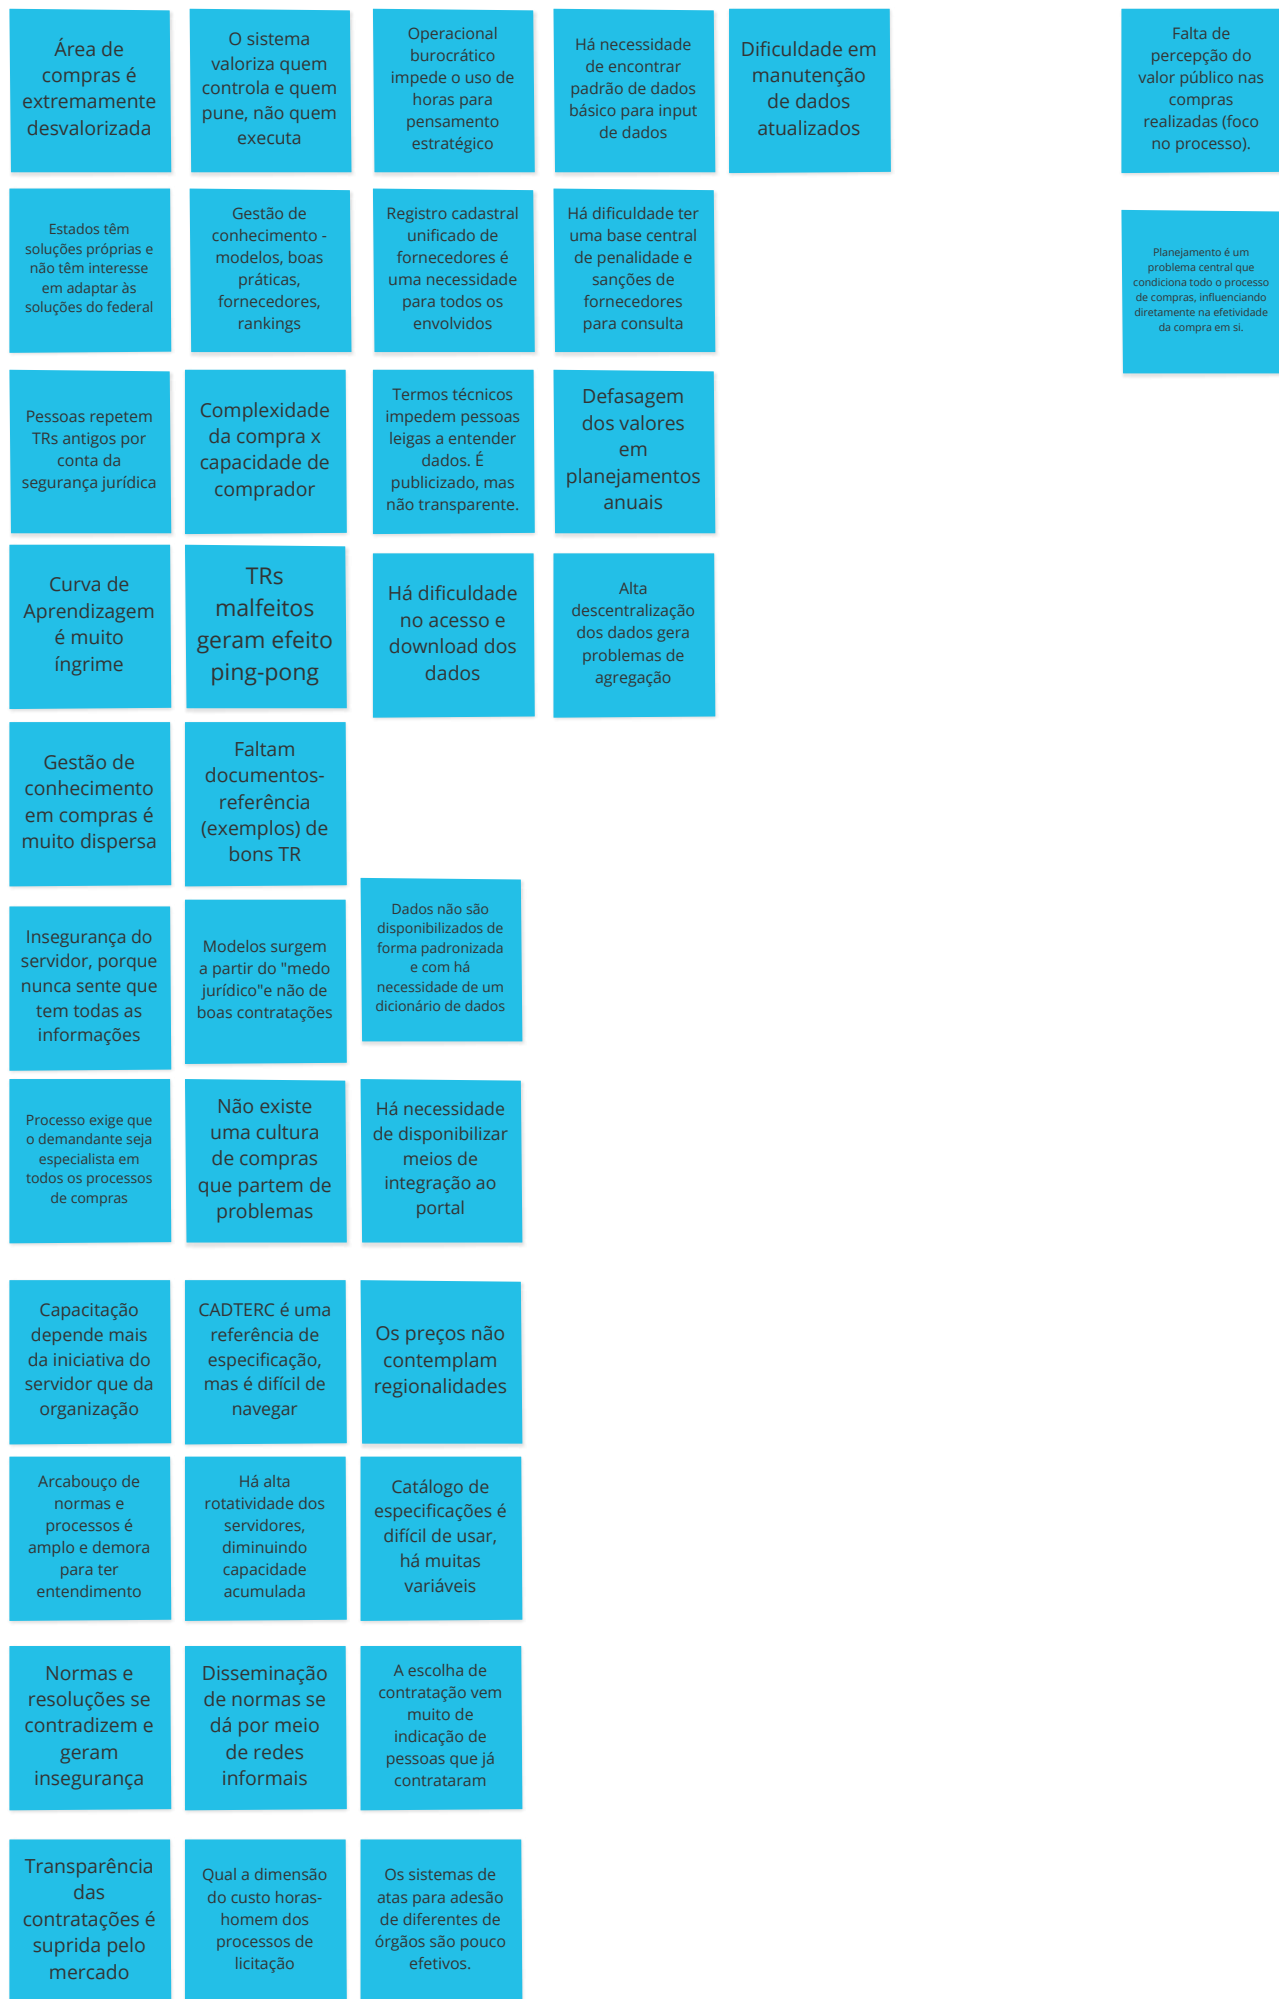 Área de
compras é
extremamente
desvalorizada
O sistema
valoriza quem
controla e quem
pune, não quem
executa
Operacional
burocrático
impede o uso de
horas para
pensamento
estratégico
Há necessidade
de encontrar
padrão de dados
básico para input
de dados
Dificuldade em
manutenção
de dados
atualizados
Falta de
percepção do
valor público nas
compras
realizadas (foco
no processo).
Estados têm
soluções próprias e
não têm interesse
em adaptar às
soluções do federal
Gestão de
conhecimento -
modelos, boas
práticas,
fornecedores,
rankings
Registro cadastral
unificado de
fornecedores é
uma necessidade
para todos os
envolvidos
Há dificuldade ter
uma base central
de penalidade e
sanções de
fornecedores
para consulta
Planejamento é um
problema central que
condiciona todo o processo
de compras, influenciando
diretamente na efetividade
da compra em si.
Pessoas repetem
TRs antigos por
conta da
segurança jurídica
Complexidade
da compra x
capacidade de
comprador
Termos técnicos
impedem pessoas
leigas a entender
dados. É
publicizado, mas
não transparente.
Defasagem
dos valores
em
planejamentos
anuais
Curva de
Aprendizagem
é muito
íngrime
TRs
malfeitos
geram efeito
ping-pong
Há dificuldade
no acesso e
download dos
dados
Alta
descentralização
dos dados gera
problemas de
agregação
Gestão de
conhecimento
em compras é
muito dispersa
Faltam
documentos-
referência
(exemplos) de
bons TR
Insegurança do
servidor, porque
nunca sente que
tem todas as
informações
Modelos surgem
a partir do "medo
jurídico"e não de
boas contratações
Dados não são
disponibilizados de
forma padronizada
e com há
necessidade de um
dicionário de dados
Processo exige que
o demandante seja
especialista em
todos os processos
de compras
Não existe
uma cultura
de compras
que partem de
problemas
Há necessidade
de disponibilizar
meios de
integração ao
portal
Capacitação
depende mais
da iniciativa do
servidor que da
organização
CADTERC é uma
referência de
especificação,
mas é difícil de
navegar
Os preços não
contemplam
regionalidades
Arcabouço de
normas e
processos é
amplo e demora
para ter
entendimento
Há alta
rotatividade dos
servidores,
diminuindo
capacidade
acumulada
Catálogo de
especificações é
difícil de usar,
há muitas
variáveis
Normas e
resoluções se
contradizem e
geram
insegurança
Disseminação
de normas se
dá por meio
de redes
informais
A escolha de
contratação vem
muito de
indicação de
pessoas que já
contrataram
Transparência
das
contratações é
suprida pelo
mercado
Qual a dimensão
do custo horas-
homem dos
processos de
licitação
Os sistemas de
atas para adesão
de diferentes de
órgãos são pouco
efetivos.